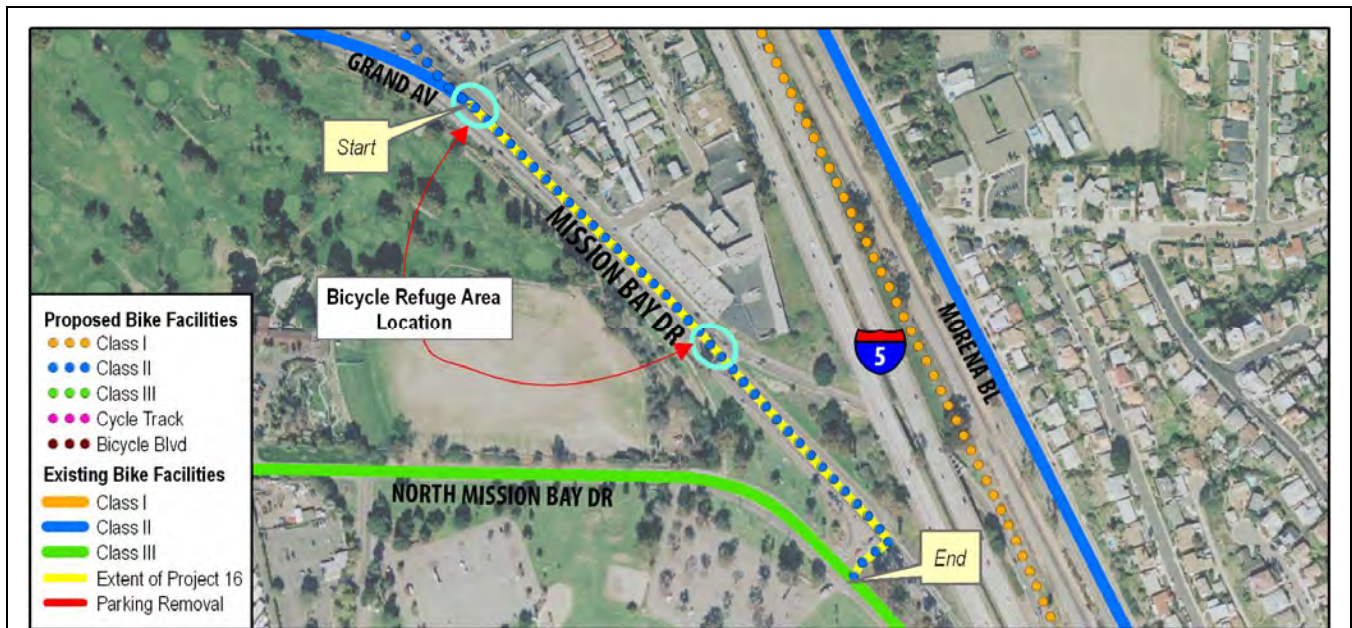 GRAND AV
Start
MISSION BAY DR
Bicycle Refuge Area
Location
5
MORENA BL
NORTH MISSION BAY DR
End
Proposed Bike Facilities
Class I
Class II
Class III
Cycle Track
Bicycle Blvd
Existing Bike Facilities
Class I
Class II
Class III
Extent of Project 16
Parking Removal